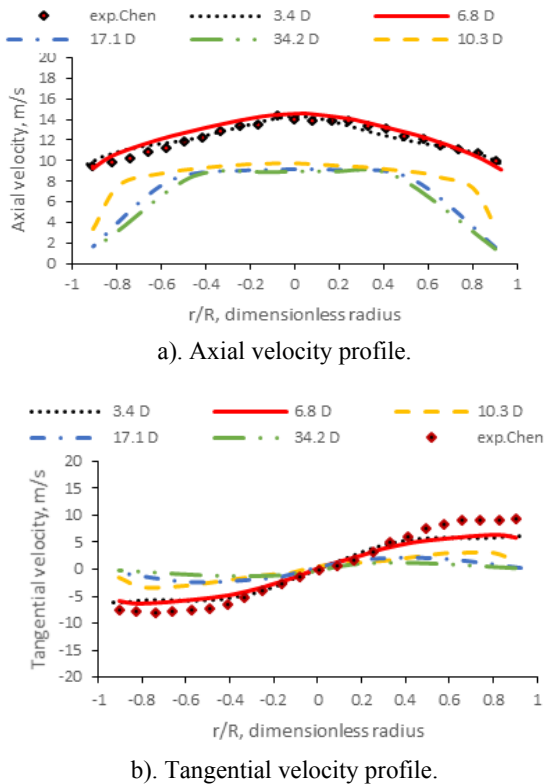 exp.Chen 3.4 D 6.8 D
17.1 D 34.2 D 10.3 D
Axial velocity, m/s
20
18
16
14
12
10
8
6
4
2
0
-1 -0.8 -0.6 -0.4 -0.2 0 0.2 0.4 0.6 0.8 1
r/R, dimensionless radius
a). Axial velocity profile.
3.4 D 6.8 D 10.3 D
17.1 D 34.2 D exp.Chen
Tangential velocity, m/s
20
15
10
5
0
-5
-10
-15
-20
-1 -0.8 -0.6 -0.4 -0.2 0 0.2 0.4 0.6 0.8 1
r/R, dimensionless radius
b). Tangential velocity profile.